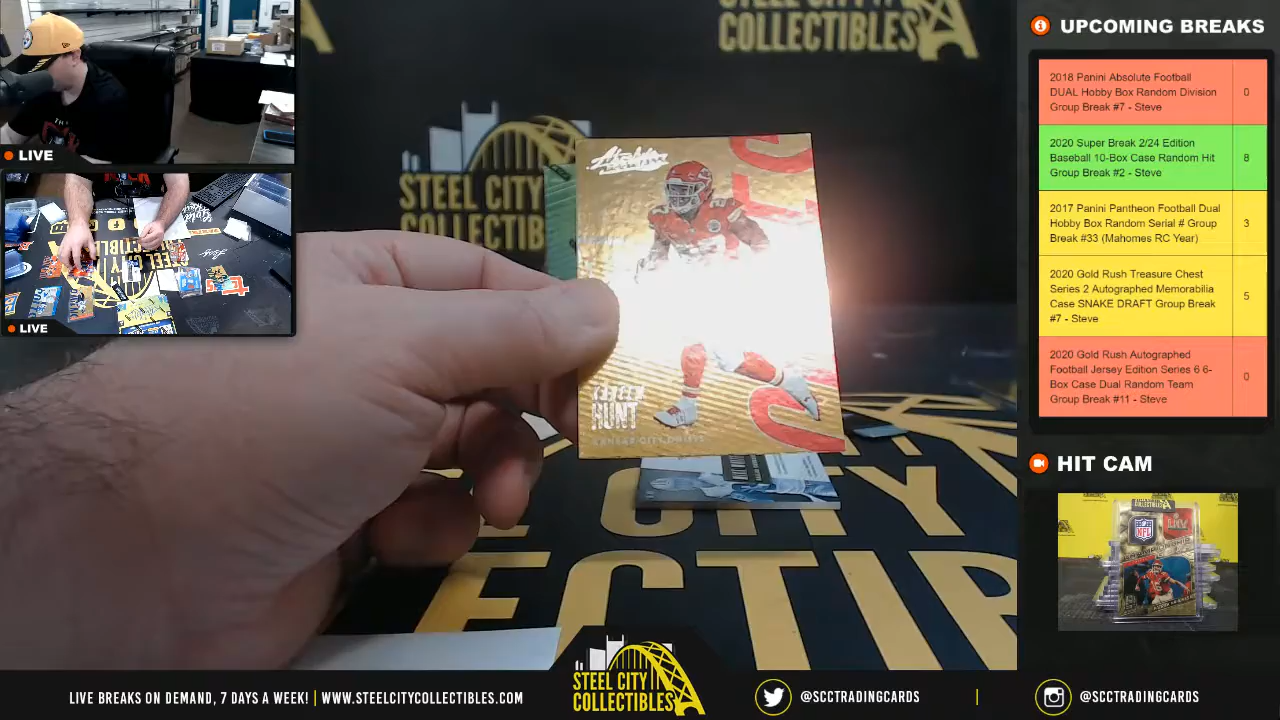 UPCOMING BREAKS
2018 Panini Absolute Football
DUAL Hobby Box Random Division
Group Break #7 - Steve
0
2020 Super Break 2/24 Edition
Baseball 10-Box Case Random Hit
Group Break #2 - Steve
8
2017 Panini Pantheon Football Dual
Hobby Box Random Serial # Group
Break #33 (Mahomes RC Year)
3
2020 Gold Rush Treasure Chest
Series 2 Autographed Memorabilia
Case SNAKE DRAFT Group Break
#7 - Steve
5
2020 Gold Rush Autographed
Football Jersey Edition Series 6 6-
Box Case Dual Random Team
Group Break #11 - Steve
0
HIT CAM
NFL
LIVE
LIVE
STEEL CITY
COLLECTIBLES
COLLECTIBLES
Absolute
HUNT
KANSAS CITY CHIEFS
LIVE BREAKS ON DEMAND, 7 DAYS A WEEK! | WWW.STEELCITYCOLLECTIBLES.COM
STEEL CITY
COLLECTIBLES
@SCCTRADINGCARDS
|
@SCCTRADINGCARDS